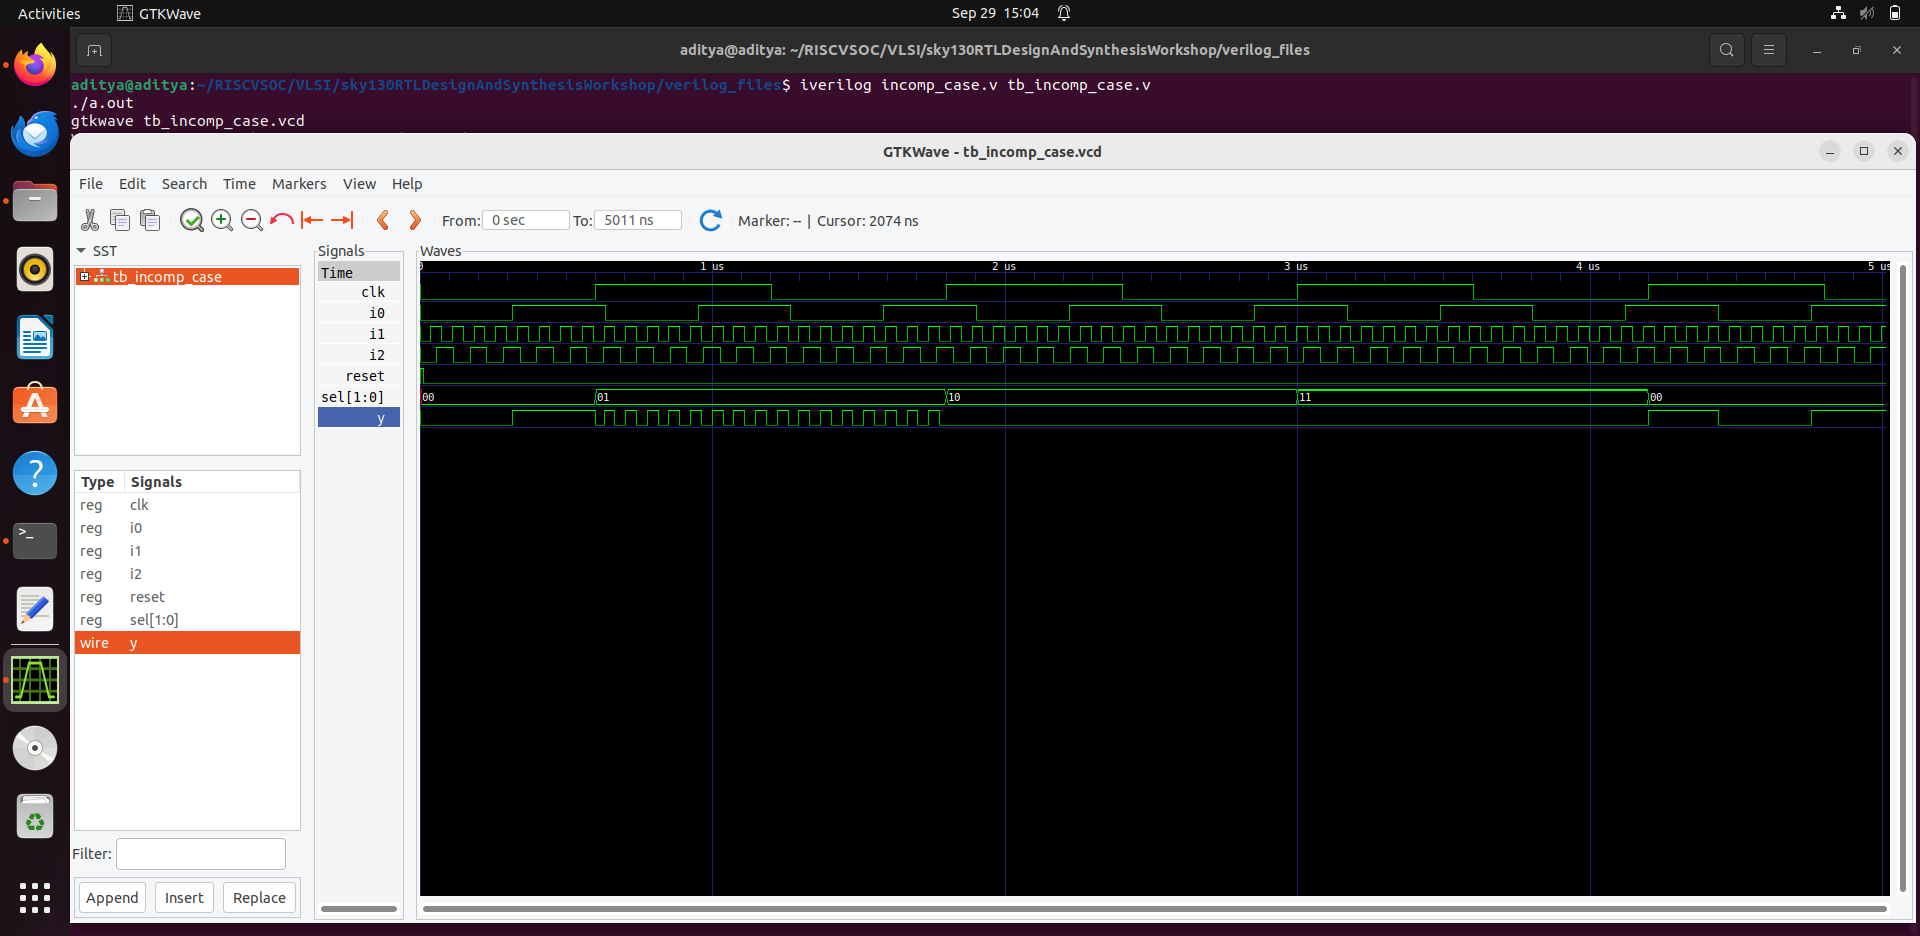 Activities GTKWave Sep 29 15:04
aditya@aditya: ~/RISCVSOC/VLSI/sky130RTLDesignAndSynthesisWorkshop/verilog_files
aditya@aditya:~/RISCVSOC/VLSI/sky130RTLDesignAndSynthesisWorkshop/verilog_files$ iverilog incomp_case.v tb_incomp_case.v
./a.out
gtkwave tb_incomp_case.vcd
GTKWave - tb_incomp_case.vcd
File Edit Search Time Markers View Help
From: 0 sec To: 5011 ns Marker: -- | Cursor: 2074 ns
SST
tb_incomp_case
Type Signals
reg clk
reg i0
reg i1
reg i2
reg reset
reg sel[1:0]
wire y
Filter:
Append Insert Replace
Signals
Time
clk
i0
i1
i2
reset
sel[1:0]
y
Waves
0 1 us 2 us 3 us 4 us 5 us
00 01 10 11 00